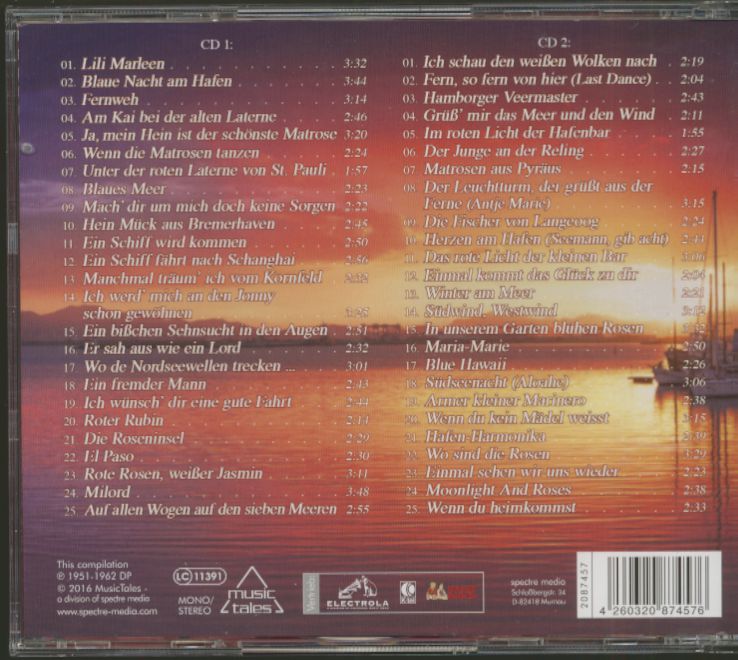 CD 1:
01. Lili Marleen 3:32
02. Blaue Nacht am Hafen 3:44
03. Fernweh 3:14
04. Am Kai bei der alten Laterne 2:46
05. Ja, mein Hein ist der schönste Matrose 3:20
06. Wenn die Matrosen tanzen 2:24
07. Unter der roten Laterne von St. Pauli 1:57
08. Blaues Meer 2:23
09. Mach' dir um mich doch keine Sorgen 2:22
10. Hein Mück aus Bremerhaven 2:45
11. Ein Schiff wird kommen 2:50
12. Ein Schiff fährt nach Schanghai 2:56
13. Manchmal träum' ich vom Kornfeld 2:32
14. Ich werd' mich an den Jonny
schon gewöhnen 3:25
15. Ein bißchen Sehnsucht in den Augen 2:51
16. Er sah aus wie ein Lord 2:32
17. Wo de Nordseewellen trecken ... 3:01
18. Ein fremder Mann 2:43
19. Ich wünsch' dir eine gute Fahrt 2:44
20. Roter Rubin 2:14
21. Die Roseninsel 2:29
22. El Paso 2:30
23. Rote Rosen, weißer Jasmin 3:11
24. Milord 3:48
25. Auf allen Wogen auf den sieben Meeren 2:55
CD 2:
01. Ich schau den weißen Wolken nach 2:19
02. Fern, so fern von hier (Last Dance) 2:04
03. Hamborger Veermaster 2:43
04. Grüß' mir das Meer und den Wind 2:11
05. Im roten Licht der Hafenbar 1:55
06. Der Junge an der Reling 2:27
07. Matrosen aus Pyräus 2:15
08. Der Leuchtturm, der grüßt aus der
Ferne (Antje Marie) 3:15
09. Die Fischer von Langeoog 2:24
10. Herzen am Hafen (Seemann, gib acht) 2:44
11. Das rote Licht der kleinen Bar 3:06
12. Einmal kommt das Glück zu dir 2:04
13. Winter am Meer 2:21
14. Südwind, Westwind 3:12
15. In unserem Garten blühen Rosen 3:32
16. Maria-Marie 2:50
17. Blue Hawaii 2:26
18. Südseenacht (Aloahe) 3:06
19. Armer kleiner Marinero 2:38
20. Wenn du kein Mädel weisst 3:15
21. Hafen-Harmonika 2:39
22. Wo sind die Rosen 3:29
23. Einmal sehen wir uns wieder 2:23
24. Moonlight And Roses 2:38
25. Wenn du heimkommst 2:33
This compilation
℗ 1951-1962 DP
© 2016 MusicTales -
a division of spectre media
www.spectre-media.com
LC 11391
MONO/
STEREO
music
tales
Vertrieb:
ELECTROLA
K-tel
spectre media
Schloßbergstr. 34
D-82418 Murnau
2087457
4 260320 874576